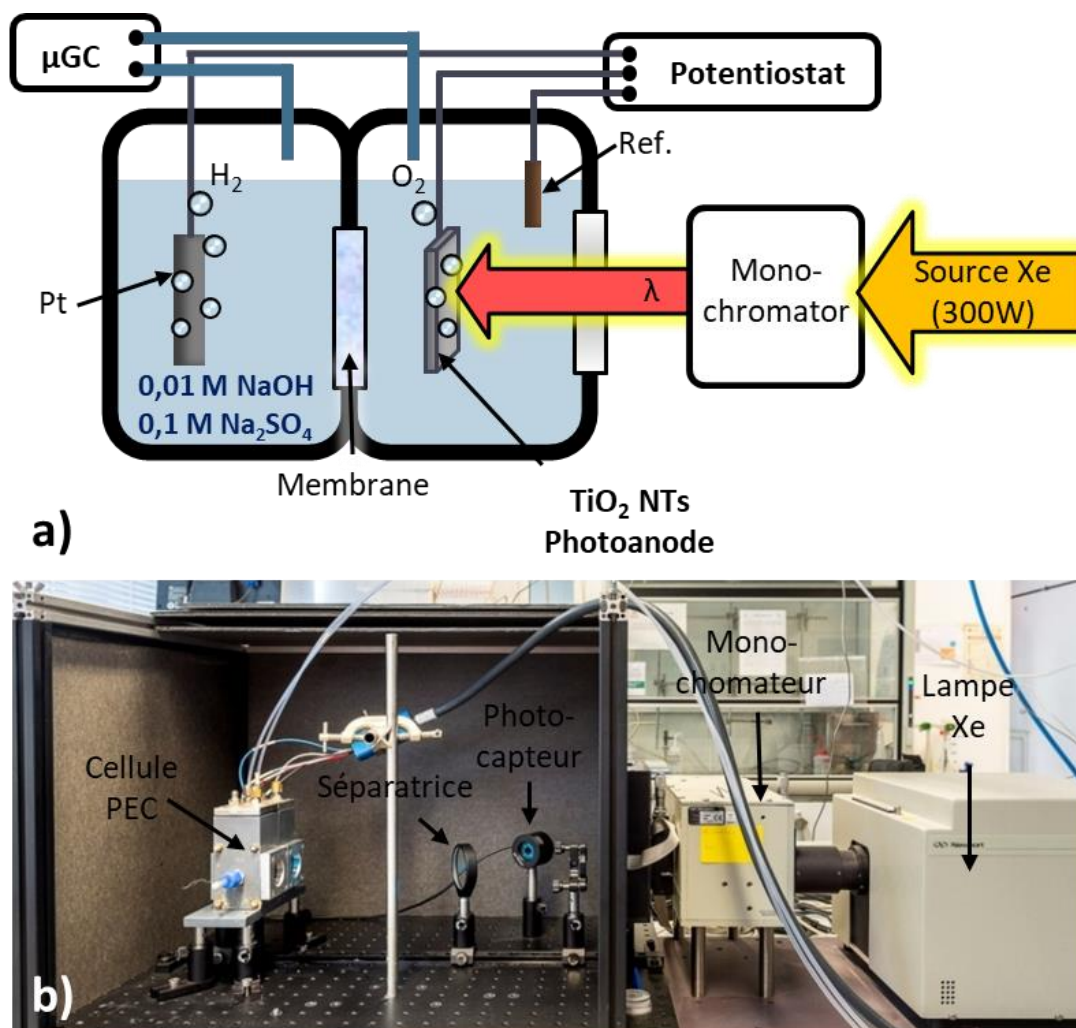 µGC
Potentiostat
H₂
O₂
Ref.
Pt
λ
Mono-
chromator
Source Xe
(300W)
0,01 M NaOH
0,1 M Na₂SO₄
Membrane
TiO₂ NTs
Photoanode
a)
Mono-
chomateur
Lampe
Xe
Photo-
capteur
Séparatrice
Cellule
PEC
b)